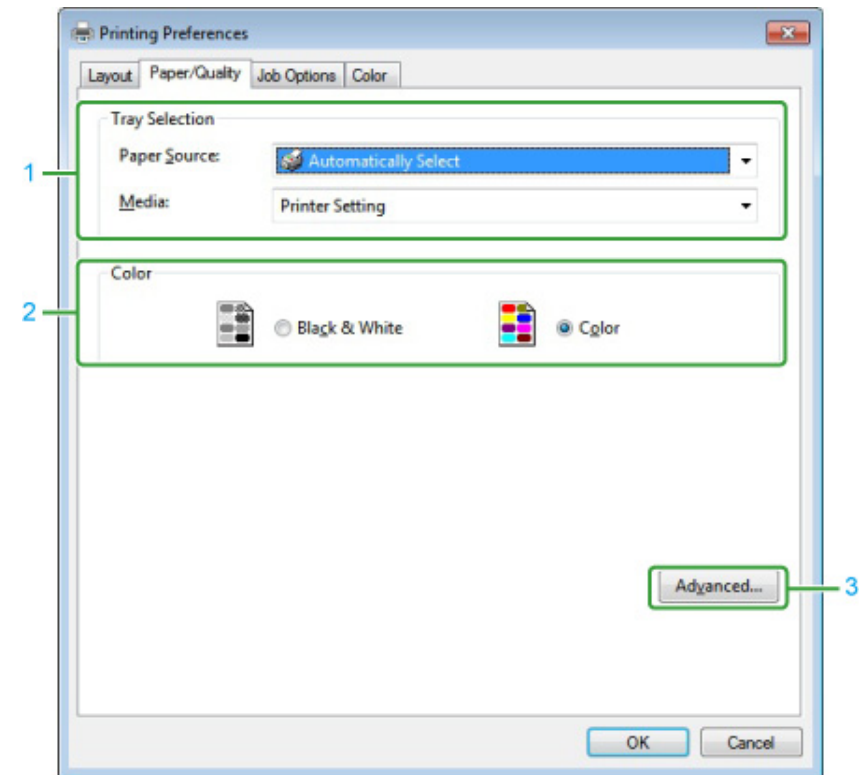 Printing Preferences
Layout Paper/Quality Job Options Color
Tray Selection
1 Paper Source: Automatically Select
Media: Printer Setting
Color
2 Black & White Color
Advanced... 3
OK Cancel